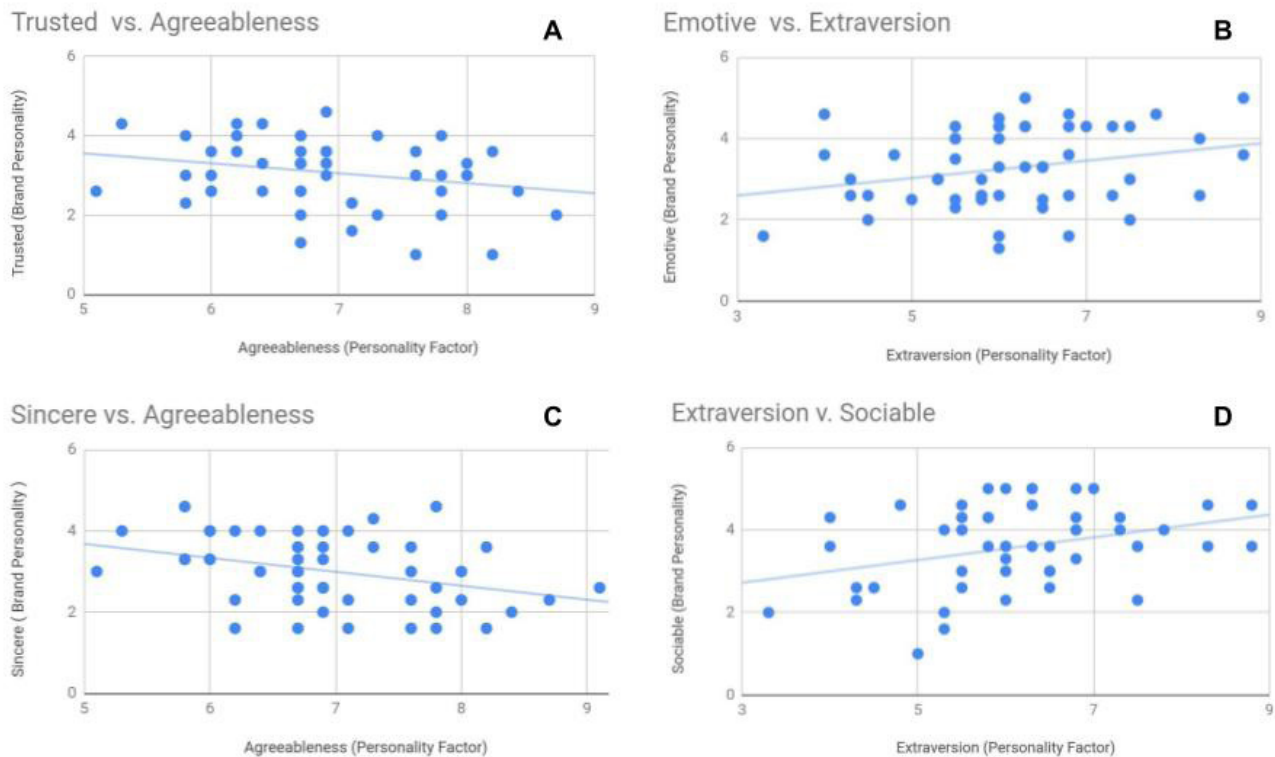 Trusted vs. Agreeableness
A
Trusted (Brand Personality)
6
4
2
0
5
6
7
8
9
Agreeableness (Personality Factor)
Emotive vs. Extraversion
B
Emotive (Brand Personality)
6
4
2
0
3
5
7
9
Extraversion (Personality Factor)
Sincere vs. Agreeableness
C
Sincere ( Brand Personality )
6
4
2
0
5
6
7
8
9
Agreeableness (Personality Factor)
Extraversion v. Sociable
D
Sociable (Brand Personality)
6
4
2
0
3
5
7
9
Extraversion (Personality Factor)